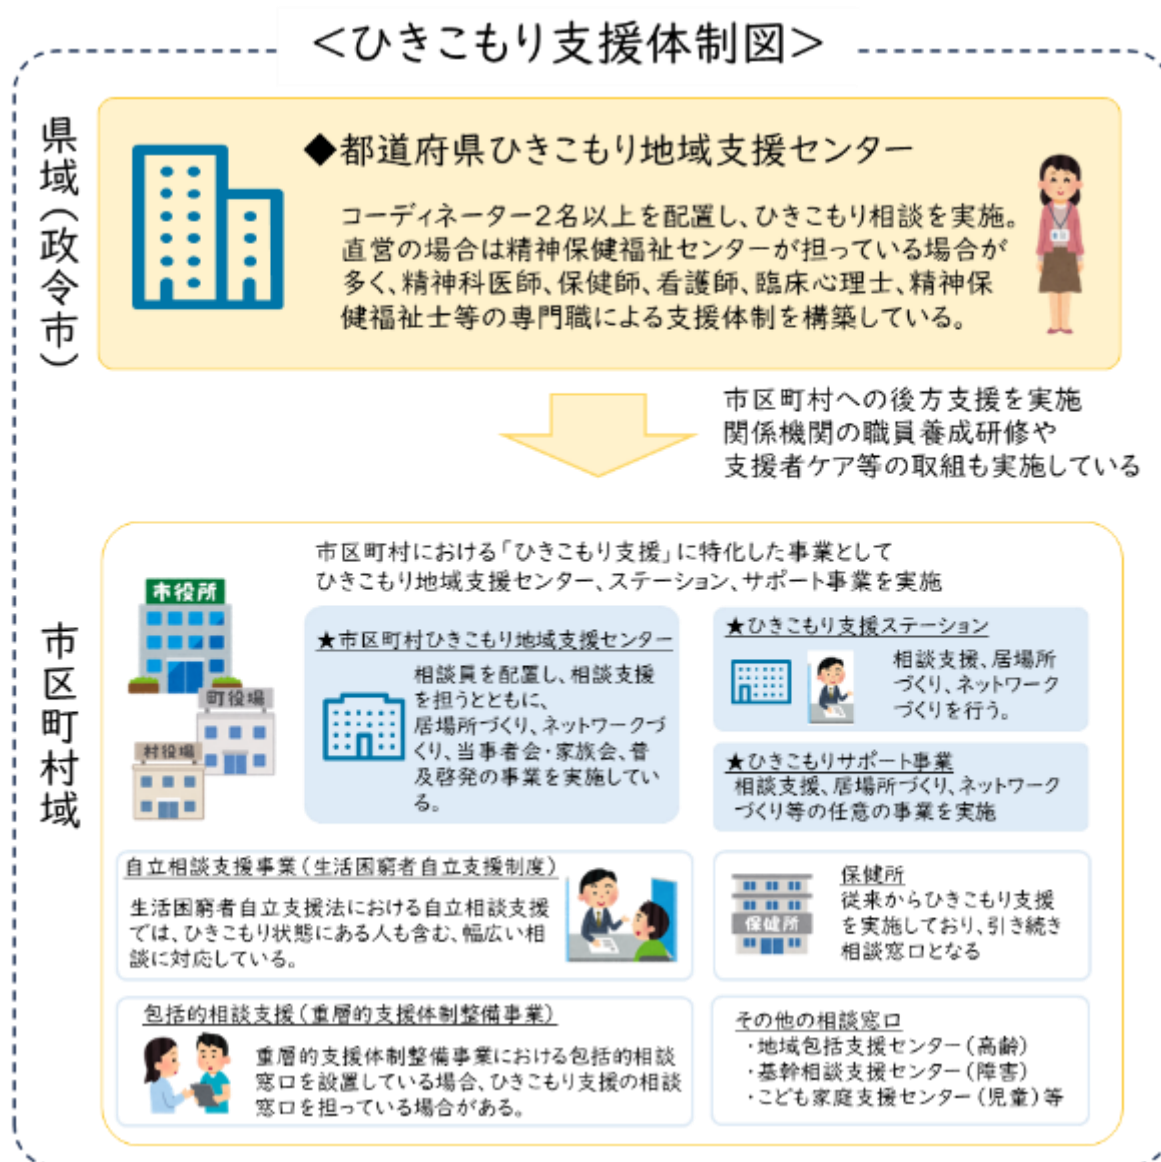 <ひきこもり支援体制図>
県域(政令市)
◆都道府県ひきこもり地域支援センター
コーディネーター2名以上を配置し、ひきこもり相談を実施。
直営の場合は精神保健福祉センターが担っている場合が
多く、精神科医師、保健師、看護師、臨床心理士、精神保
健福祉士等の専門職による支援体制を構築している。
市区町村への後方支援を実施
関係機関の職員養成研修や
支援者ケア等の取組も実施している
市区町村域
市区町村における「ひきこもり支援」に特化した事業として
ひきこもり地域支援センター、ステーション、サポート事業を実施
市役所
町役場
村役場
★市区町村ひきこもり地域支援センター
相談員を配置し、相談支援
を担うとともに、
居場所づくり、ネットワークづ
くり、当事者会・家族会、普
及啓発の事業を実施してい
る。
★ひきこもり支援ステーション
相談支援、居場所
づくり、ネットワーク
づくりを行う。
★ひきこもりサポート事業
相談支援、居場所づくり、ネットワーク
づくり等の任意の事業を実施
自立相談支援事業(生活困窮者自立支援制度)
生活困窮者自立支援法における自立相談支援
では、ひきこもり状態にある人も含む、幅広い相
談に対応している。
保健所
保健所
従来からひきこもり支援
を実施しており、引き続き
相談窓口となる
包括的相談支援(重層的支援体制整備事業)
重層的支援体制整備事業における包括的相談
窓口を設置している場合、ひきこもり支援の相談
窓口を担っている場合がある。
その他の相談窓口
・地域包括支援センター(高齢)
・基幹相談支援センター(障害)
・こども家庭支援センター(児童)等